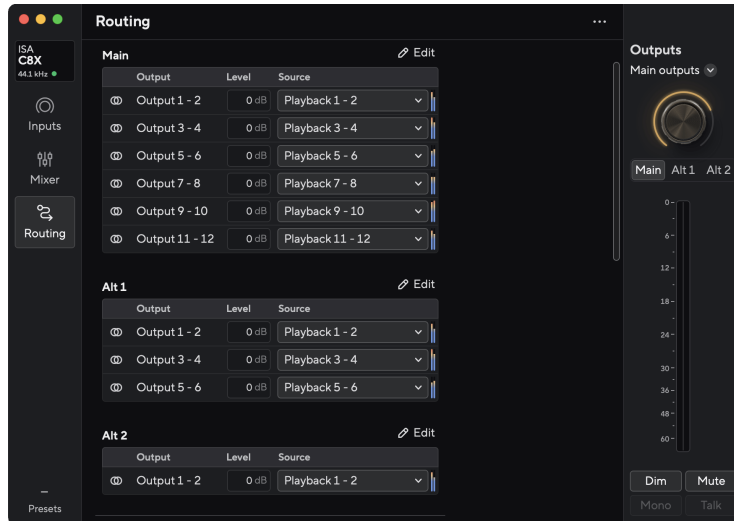 Routing
...
ISA
C8X
44.1 kHz
Inputs
Mixer
Routing
Presets
Main
Edit
Output Level Source
Output 1 - 2 0 dB Playback 1 - 2
Output 3 - 4 0 dB Playback 3 - 4
Output 5 - 6 0 dB Playback 5 - 6
Output 7 - 8 0 dB Playback 7 - 8
Output 9 - 10 0 dB Playback 9 - 10
Output 11 - 12 0 dB Playback 11 - 12
Alt 1
Edit
Output Level Source
Output 1 - 2 0 dB Playback 1 - 2
Output 3 - 4 0 dB Playback 3 - 4
Output 5 - 6 0 dB Playback 5 - 6
Alt 2
Edit
Output Level Source
Output 1 - 2 0 dB Playback 1 - 2
Outputs
Main outputs
Main Alt 1 Alt 2
0
6
12
18
24
30
36
48
60
Dim Mute
Mono Talk